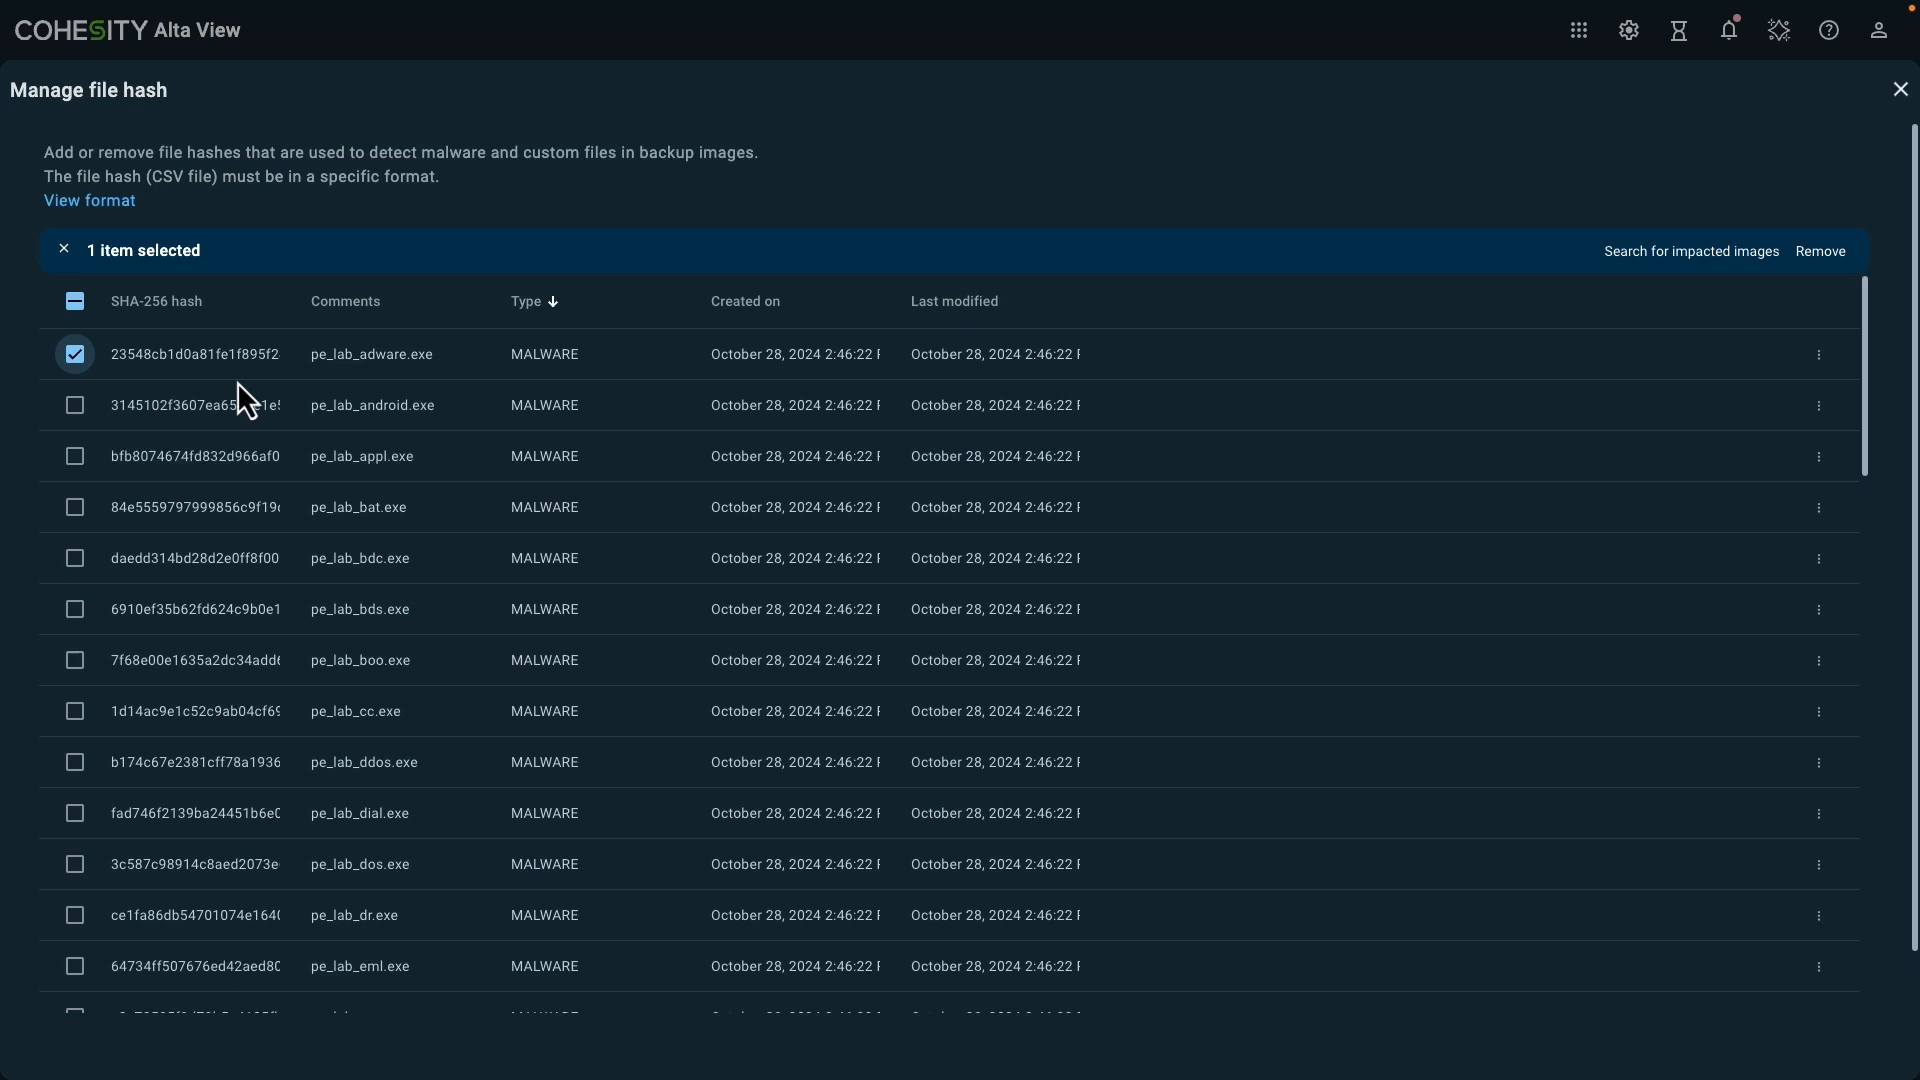 COHESITY Alta View
Manage file hash
Add or remove file hashes that are used to detect malware and custom files in backup images.
The file hash (CSV file) must be in a specific format.
View format
1 item selected Search for impacted images Remove
SHA-256 hash Comments Type Created on Last modified
23548cb1d0a81fe1f895f2 pe_lab_adware.exe MALWARE October 28, 2024 2:46:22 October 28, 2024 2:46:22
3145102f3607ea65 pe_lab_android.exe MALWARE October 28, 2024 2:46:22 October 28, 2024 2:46:22
bfb8074674fd832d966af0 pe_lab_appl.exe MALWARE October 28, 2024 2:46:22 October 28, 2024 2:46:22
84e5559797999856c9f19 pe_lab_bat.exe MALWARE October 28, 2024 2:46:22 October 28, 2024 2:46:22
daedd314bd28d2e0ff8f00 pe_lab_bdc.exe MALWARE October 28, 2024 2:46:22 October 28, 2024 2:46:22
6910ef35b62fd624c9b0e1 pe_lab_bds.exe MALWARE October 28, 2024 2:46:22 October 28, 2024 2:46:22
7f68e00e1635a2dc34add pe_lab_boo.exe MALWARE October 28, 2024 2:46:22 October 28, 2024 2:46:22
1d14ac9e1c52c9ab04cf6 pe_lab_cc.exe MALWARE October 28, 2024 2:46:22 October 28, 2024 2:46:22
b174c67e2381cff78a1936 pe_lab_ddos.exe MALWARE October 28, 2024 2:46:22 October 28, 2024 2:46:22
fad746f2139ba24451b6e pe_lab_dial.exe MALWARE October 28, 2024 2:46:22 October 28, 2024 2:46:22
3c587c98914c8aed2073e pe_lab_dos.exe MALWARE October 28, 2024 2:46:22 October 28, 2024 2:46:22
ce1fa86db54701074e164 pe_lab_dr.exe MALWARE October 28, 2024 2:46:22 October 28, 2024 2:46:22
64734ff507676ed42aed8 pe_lab_eml.exe MALWARE October 28, 2024 2:46:22 October 28, 2024 2:46:22